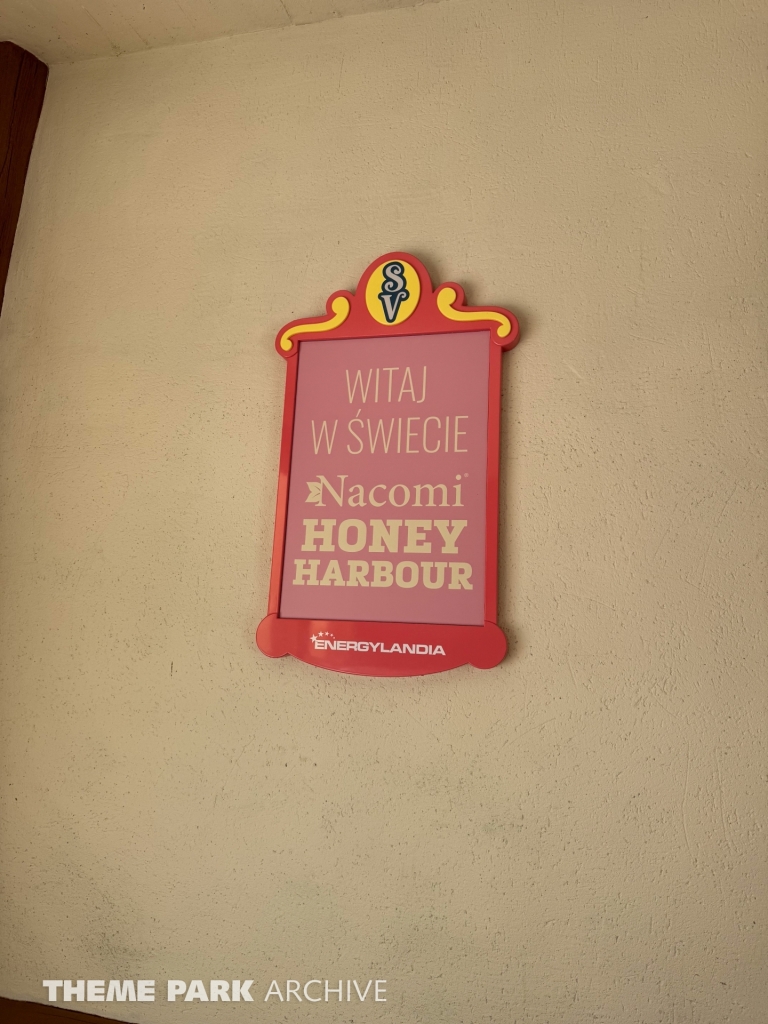 SV
WITAJ
W ŚWIECIE
Nacomi®
HONEY
HARBOUR
ENERGYLANDIA
THEME PARK ARCHIVE